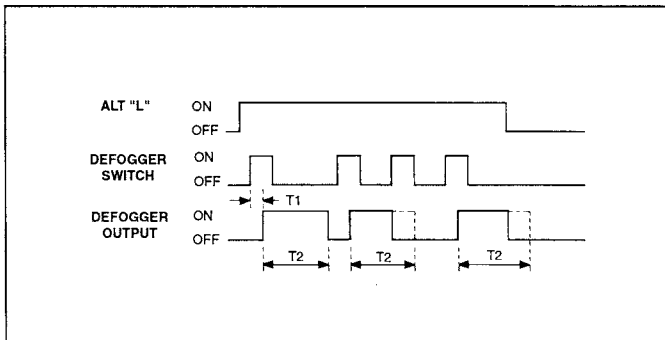 ALT "L" ON
OFF
DEFOGGER SWITCH ON
OFF
T1
DEFOGGER OUTPUT ON
OFF
T2 T2 T2